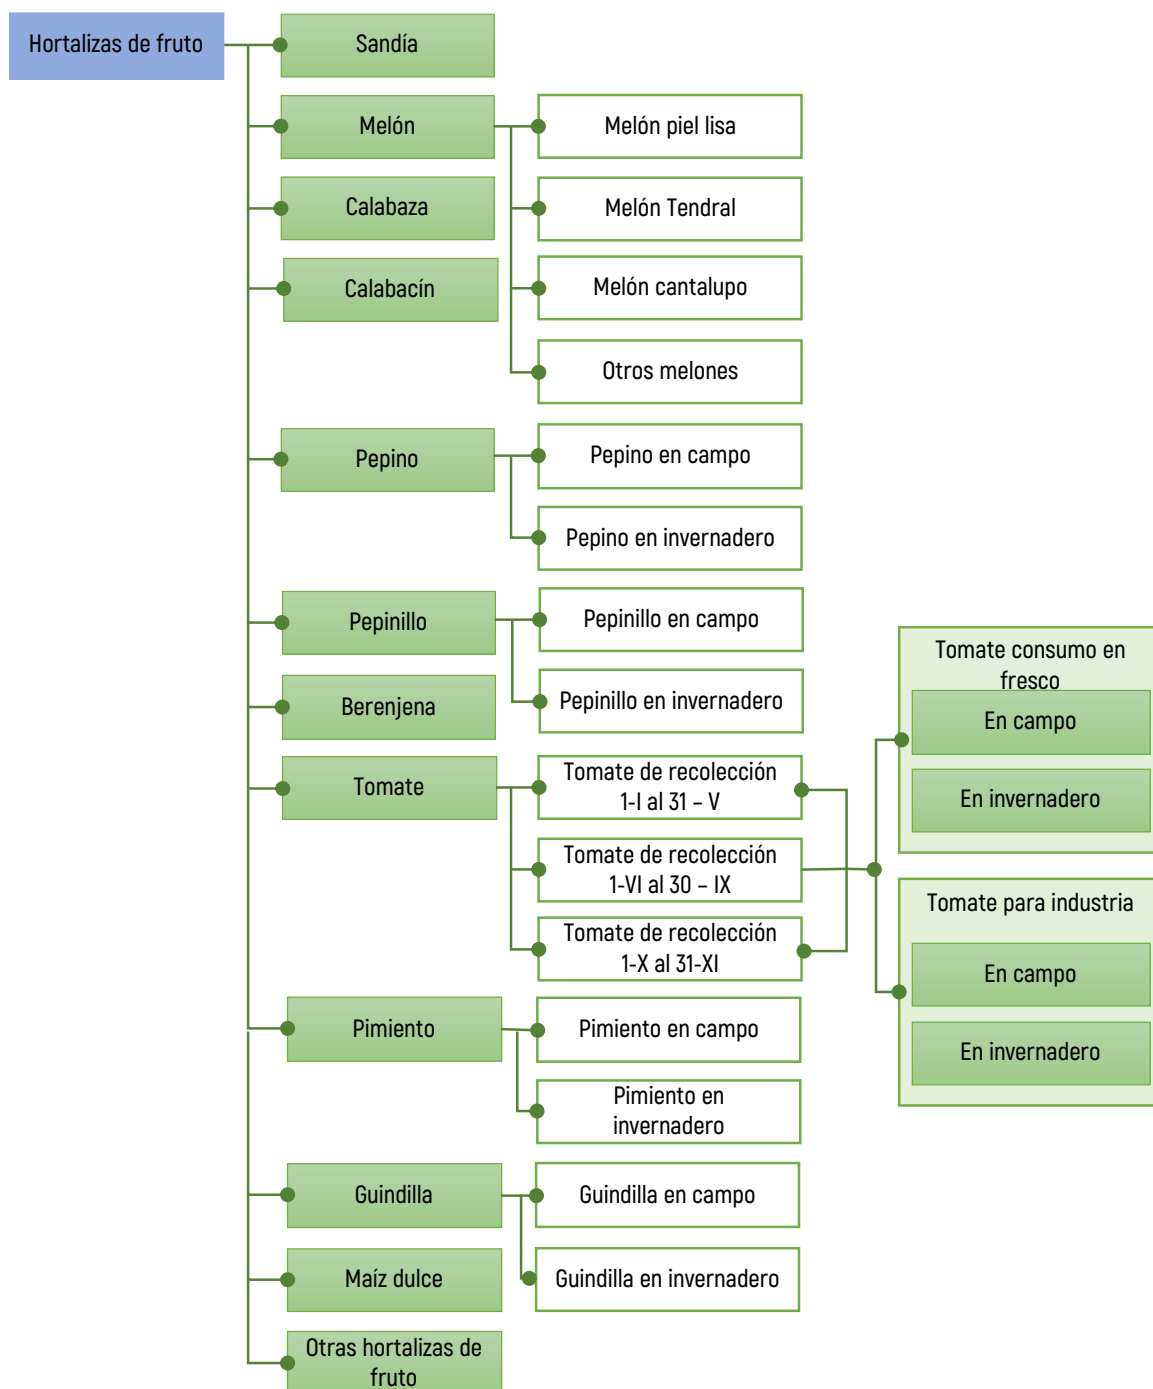 Hortalizas de fruto
Sandía
Melón
Melón piel lisa
Calabaza
Melón Tendral
Calabacín
Melón cantalupo
Otros melones
Pepino
Pepino en campo
Pepino en invernadero
Pepinillo
Pepinillo en campo
Pepinillo en invernadero
Berenjena
Tomate
Tomate de recolección
1-I al 31 – V
Tomate de recolección
1-VI al 30 – IX
Tomate de recolección
1-X al 31-XI
Tomate consumo en
fresco
En campo
En invernadero
Tomate para industria
En campo
En invernadero
Pimiento
Pimiento en campo
Pimiento en
invernadero
Guindilla
Guindilla en campo
Guindilla en invernadero
Maíz dulce
Otras hortalizas de
fruto